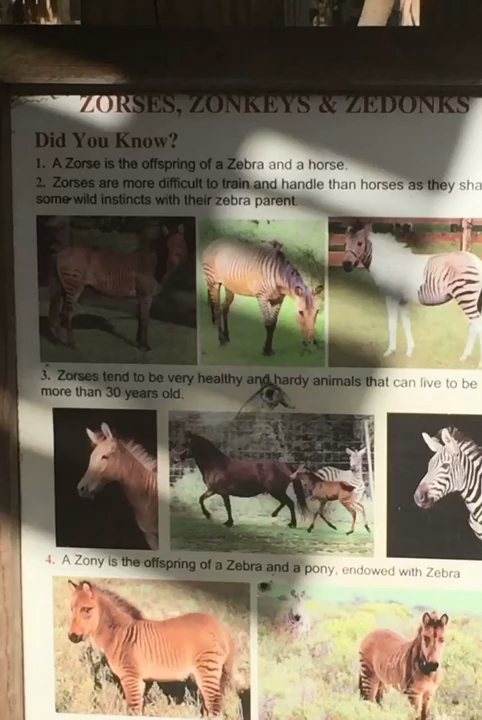 ZORSES, ZONKEYS & ZEDONKS
Did You Know?
1. A Zorse is the offspring of a Zebra and a horse.
2. Zorses are more difficult to train and handle than horses as they sha
some wild instincts with their zebra parent.
3. Zorses tend to be very healthy and hardy animals that can live to be
more than 30 years old.
4. A Zony is the offspring of a Zebra and a pony, endowed with Zebra